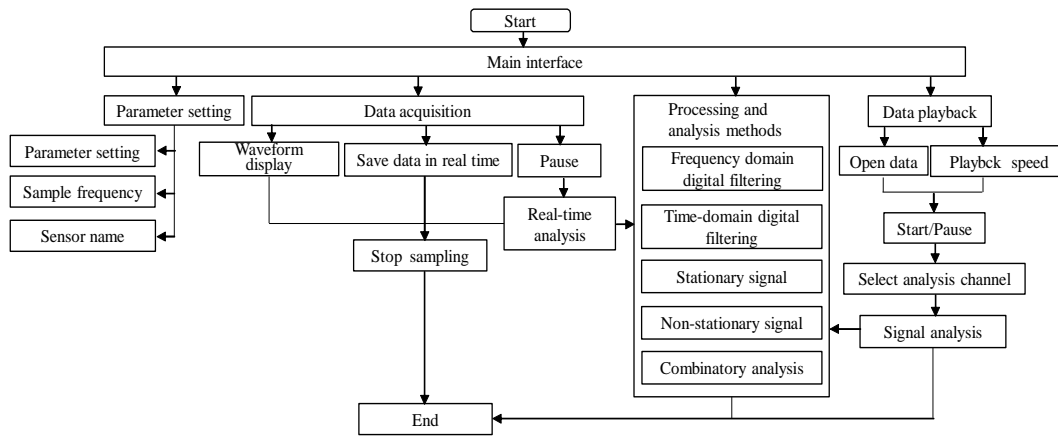 Start
Main interface
Parameter setting
Data acquisition
Processing and
analysis methods
Data playback
Parameter setting
Sample frequency
Sensor name
Waveform
display
Save data in real time
Pause
Real-time
analysis
Stop sampling
Frequency domain
digital filtering
Time-domain digital
filtering
Stationary signal
Non-stationary signal
Combinatory analysis
Open data
Playbck speed
Start/Pause
Select analysis channel
Signal analysis
End